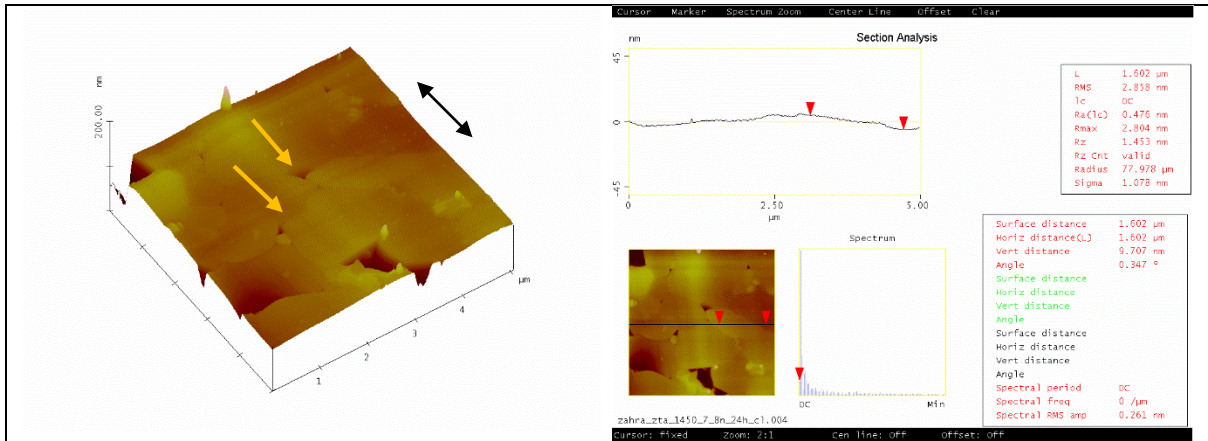 nm
200.00
1
2
3
4
µm
Cursor Marker Spectrum Zoom Center Line Offset Clear
Section Analysis
nm
45
0
-45
0 2.50 5.00
µm
L 1.602 µm
RMS 2.858 nm
lc DC
Ra(lc) 0.476 nm
Rmax 2.804 nm
Rz 1.453 nm
Rz Cnt valid
Radius 77.978 µm
Sigma 1.078 nm
Surface distance 1.602 µm
Horiz distance(L) 1.602 µm
Vert distance 9.707 nm
Angle 0.347 °
Surface distance
Horiz distance
Vert distance
Angle
Surface distance
Horiz distance
Vert distance
Angle
Spectral period DC
Spectral freq 0 /µm
Spectral RMS amp 0.261 nm
Spectrum
DC Min
zahra_zta_1450_7_8n_24h_c1.004
Cursor: fixed Zoom: 2:1 Cen line: Off Offset: Off